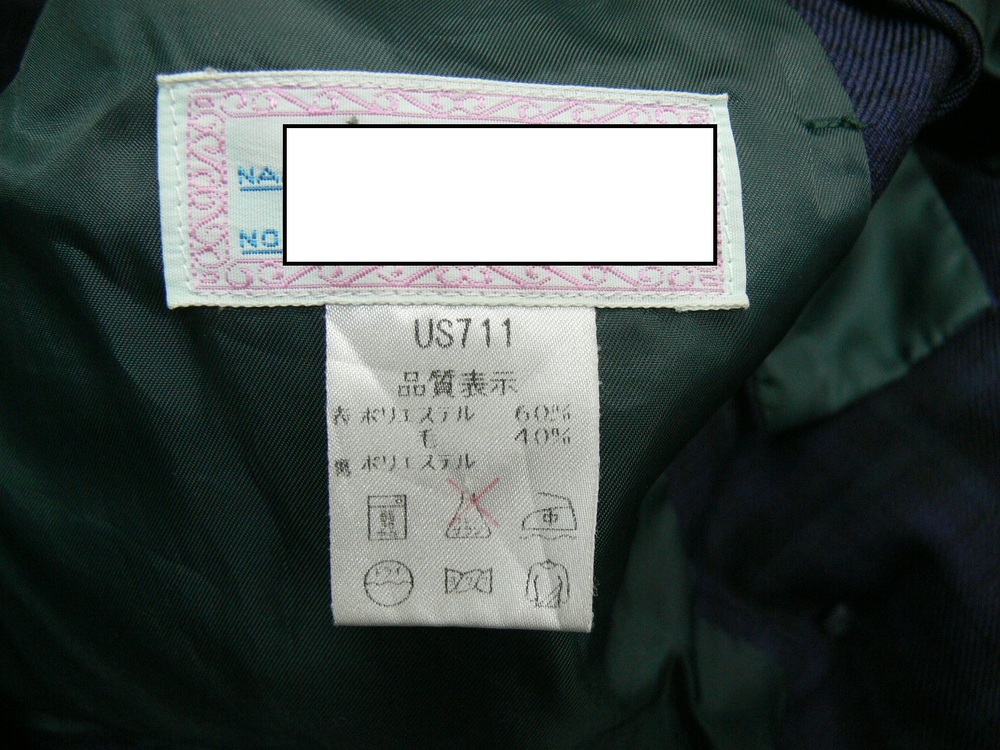 NA
NO
US711
品質表示
表 ポリエステル 60%
毛 40%
裏 ポリエステル
中